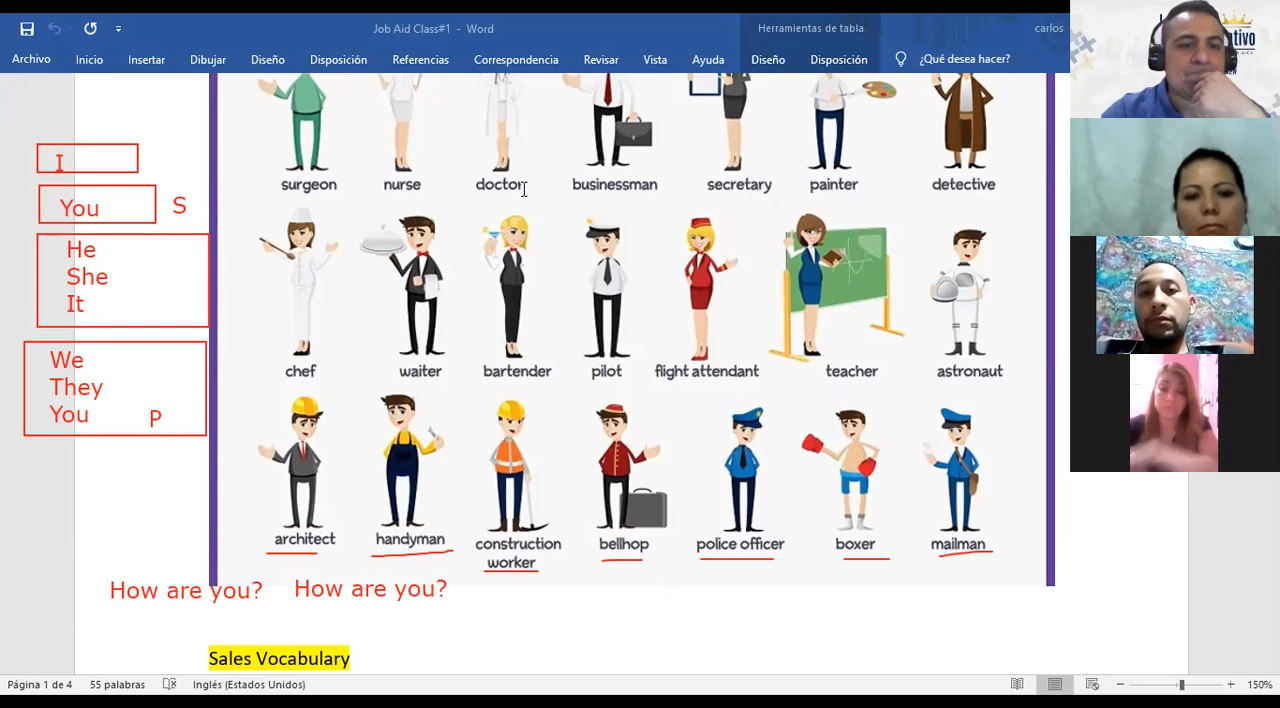 Job Aid Class#1 - Word
Herramientas de tabla
carlos
Archivo Inicio Insertar Dibujar Diseño Disposición Referencias Correspondencia Revisar Vista Ayuda Diseño Disposición ¿Qué desea hacer?
surgeon nurse doctor businessman secretary painter detective
I
You S
He
She
It
We
They
You P
chef waiter bartender pilot flight attendant teacher astronaut
architect handyman construction worker bellhop police officer boxer mailman
How are you? How are you?
Sales Vocabulary
Página 1 de 4 55 palabras Inglés (Estados Unidos) 150%